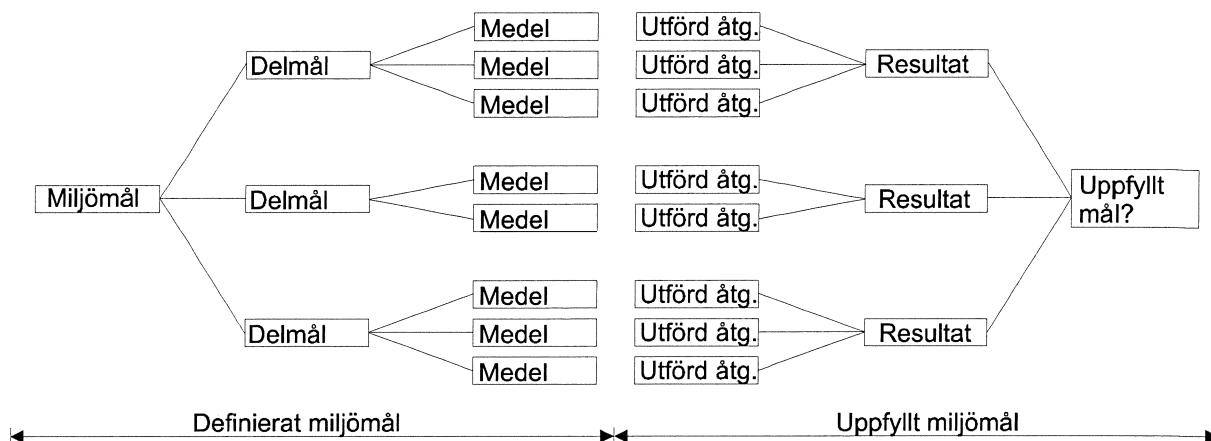 Medel
Utförd åtg.
Delmål
Medel
Utförd åtg.
Resultat
Medel
Utförd åtg.
Medel
Utförd åtg.
Miljömål
Delmål
Resultat
Uppfyllt
mål?
Medel
Utförd åtg.
Medel
Utförd åtg.
Delmål
Medel
Utförd åtg.
Resultat
Medel
Utförd åtg.
Definierat miljömål
Uppfyllt miljömål